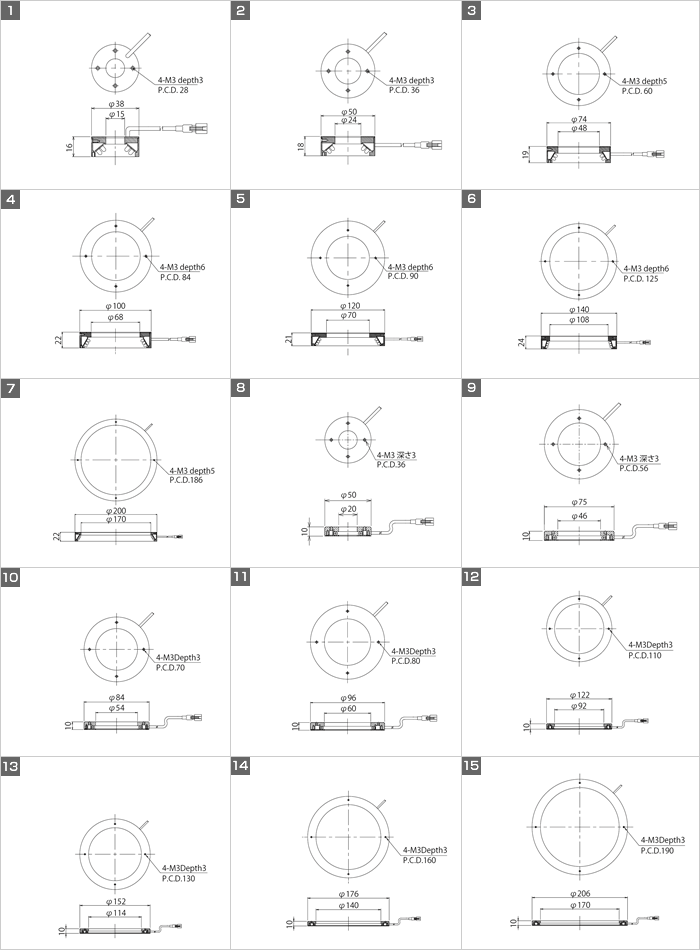 1
4-M3 depth3
P.C.D. 28
φ38
φ15
16
2
4-M3 depth3
P.C.D. 36
φ50
φ24
18
3
4-M3 depth5
P.C.D. 60
φ74
φ48
19
4
4-M3 depth6
P.C.D. 84
φ100
φ68
22
5
4-M3 depth6
P.C.D. 90
φ120
φ70
21
6
4-M3 depth6
P.C.D. 125
φ140
φ108
24
7
4-M3 depth5
P.C.D.186
φ200
φ170
22
8
4-M3 深さ3
P.C.D.36
φ50
φ20
10
9
4-M3 深さ3
P.C.D.56
φ75
φ46
10
10
4-M3Depth3
P.C.D.70
φ84
φ54
10
11
4-M3Depth3
P.C.D.80
φ96
φ60
10
12
4-M3Depth3
P.C.D.110
φ122
φ92
10
13
4-M3Depth3
P.C.D.130
φ152
φ114
10
14
4-M3Depth3
P.C.D.160
φ176
φ140
10
15
4-M3Depth3
P.C.D.190
φ206
φ170
10